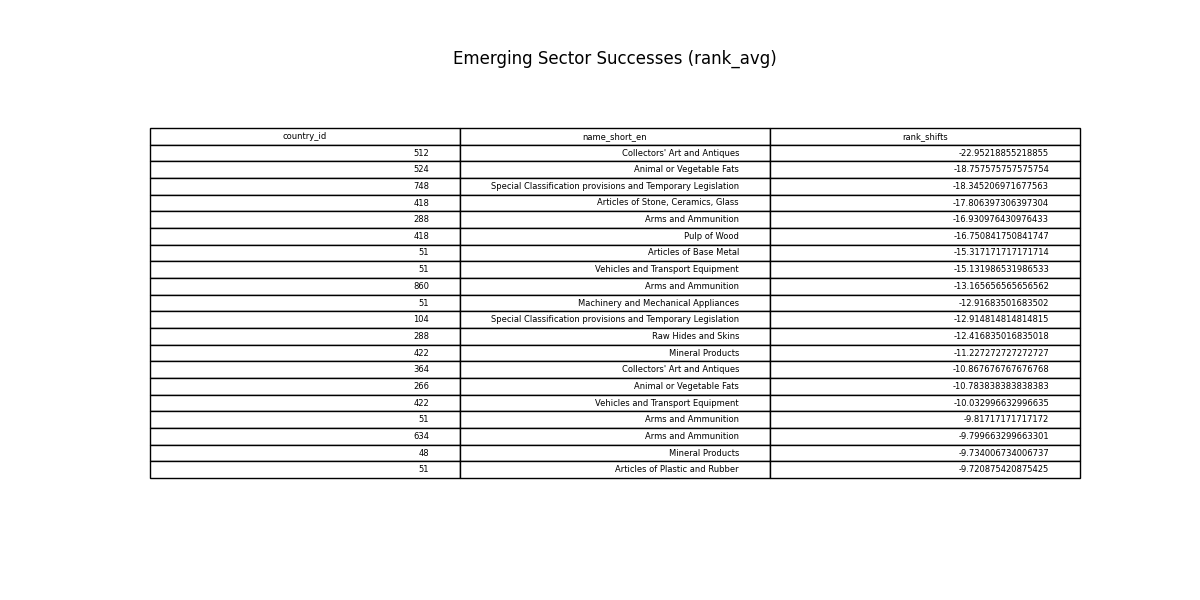 Emerging Sector Successes (rank_avg)
country_id name_short_en rank_shifts
512 Collectors' Art and Antiques -22.95218855218855
524 Animal or Vegetable Fats -18.757575757575754
748 Special Classification provisions and Temporary Legislation -18.345206971677563
418 Articles of Stone, Ceramics, Glass -17.806397306397304
288 Arms and Ammunition -16.930976430976433
418 Pulp of Wood -16.750841750841747
51 Articles of Base Metal -15.317171717171714
51 Vehicles and Transport Equipment -15.131986531986533
860 Arms and Ammunition -13.165656565656562
51 Machinery and Mechanical Appliances -12.91683501683502
104 Special Classification provisions and Temporary Legislation -12.914814814814815
288 Raw Hides and Skins -12.416835016835018
422 Mineral Products -11.227272727272727
364 Collectors' Art and Antiques -10.867676767676768
266 Animal or Vegetable Fats -10.783838383838383
422 Vehicles and Transport Equipment -10.032996632996635
51 Arms and Ammunition -9.81717171717172
634 Arms and Ammunition -9.799663299663301
48 Mineral Products -9.734006734006737
51 Articles of Plastic and Rubber -9.720875420875425